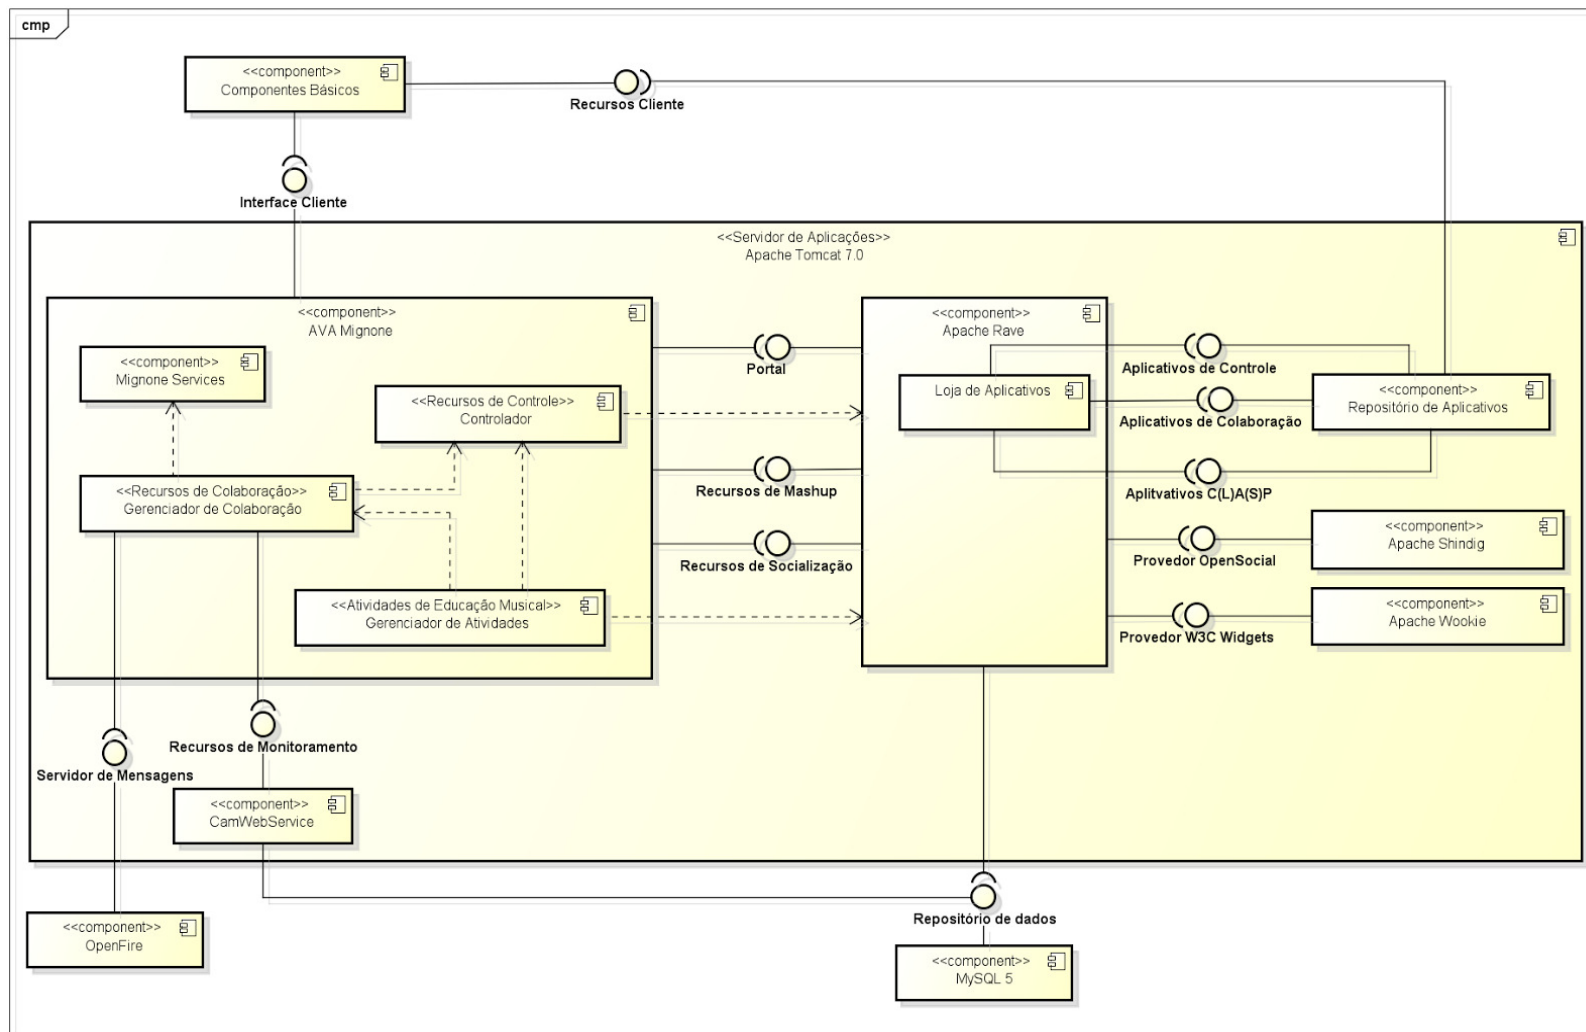 cmp
<<component>>
Componentes Básicos
Recursos Cliente
Interface Cliente
<<Servidor de Aplicações>>
Apache Tomcat 7.0
<<component>>
AVA Mignone
<<component>>
Mignone Services
<<Recursos de Controle>>
Controlador
<<Recursos de Colaboração>>
Gerenciador de Colaboração
<<Atividades de Educação Musical>>
Gerenciador de Atividades
Portal
Recursos de Mashup
Recursos de Socialização
<<component>>
Apache Rave
Loja de Aplicativos
Aplicativos de Controle
Aplicativos de Colaboração
Aplitvativos C(L)A(S)P
<<component>>
Repositório de Aplicativos
Provedor OpenSocial
<<component>>
Apache Shindig
Provedor W3C Widgets
<<component>>
Apache Wookie
Recursos de Monitoramento
Servidor de Mensagens
<<component>>
CamWebService
<<component>>
OpenFire
Repositório de dados
<<component>>
MySQL 5